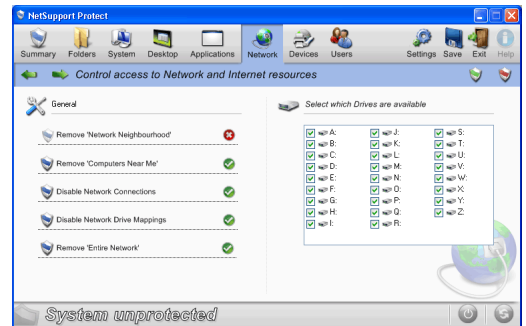 NetSupport Protect
Summary Folders System Desktop Applications Network Devices Users Settings Save Exit Help
Control access to Network and Internet resources
General
Remove 'Network Neighbourhood'
Remove 'Computers Near Me'
Disable Network Connections
Disable Network Drive Mappings
Remove 'Entire Network'
Select which Drives are available
A: J: S:
B: K: T:
C: L: U:
D: M: V:
E: N: W:
F: O: X:
G: P: Y:
H: Q: Z:
I: R:
System unprotected